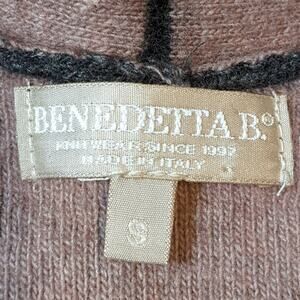 BENEDETTA B.®
KNITWEAR SINCE 1997
MADE IN ITALY
S